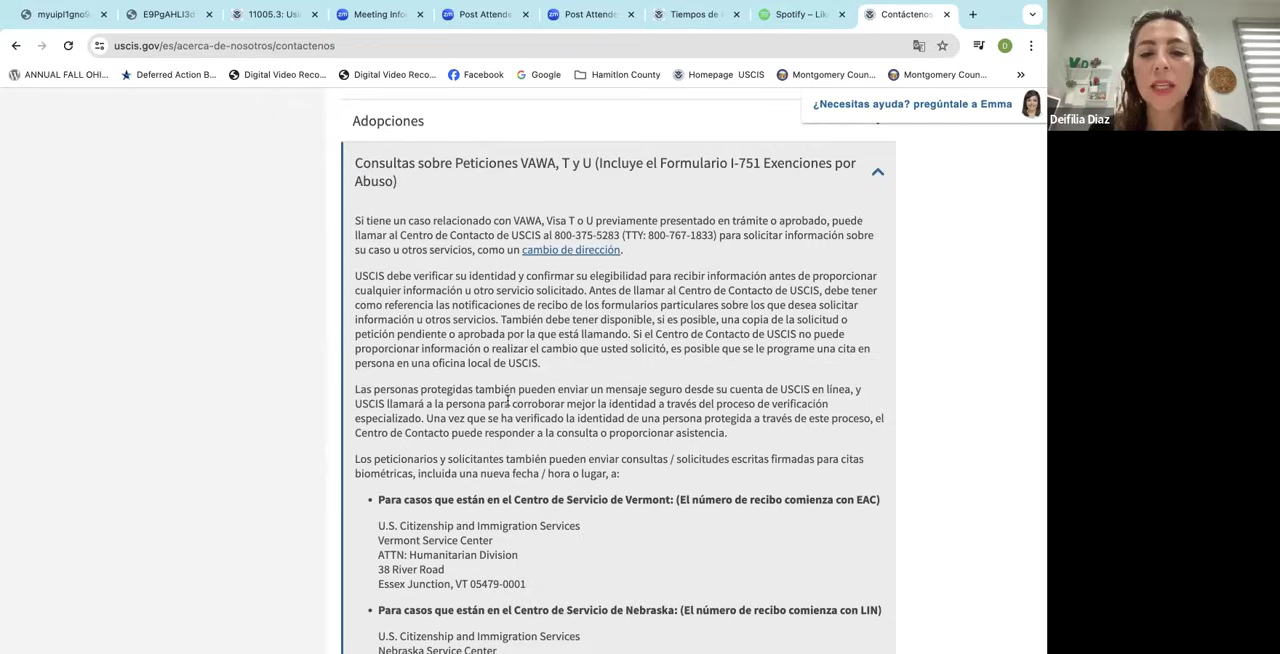 myuip1gno9
E9PgAHLI3d
11005.3: Usi
Meeting Info
Post Attende
Post Attende
Tiempos de
Spotify – Lik
Contáctenos
uscis.gov/es/acerca-de-nosotros/contactenos
D
ANNUAL FALL OHI...
Deferred Action B...
Digital Video Reco...
Digital Video Reco...
Facebook
Google
Hamitlon County
Homepage USCIS
Montgomery Coun...
Montgomery Coun...
¿Necesitas ayuda? pregúntale a Emma
Deifilia Diaz
Adopciones
Consultas sobre Peticiones VAWA, T y U (Incluye el Formulario I-751 Exenciones por
Abuso)
Si tiene un caso relacionado con VAWA, Visa T o U previamente presentado en trámite o aprobado, puede
llamar al Centro de Contacto de USCIS al 800-375-5283 (TTY: 800-767-1833) para solicitar información sobre
su caso u otros servicios, como un cambio de dirección.
USCIS debe verificar su identidad y confirmar su elegibilidad para recibir información antes de proporcionar
cualquier información u otro servicio solicitado. Antes de llamar al Centro de Contacto de USCIS, debe tener
como referencia las notificaciones de recibo de los formularios particulares sobre los que desea solicitar
información u otros servicios. También debe tener disponible, si es posible, una copia de la solicitud o
petición pendiente o aprobada por la que está llamando. Si el Centro de Contacto de USCIS no puede
proporcionar información o realizar el cambio que usted solicitó, es posible que se le programe una cita en
persona en una oficina local de USCIS.
Las personas protegidas también pueden enviar un mensaje seguro desde su cuenta de USCIS en línea, y
USCIS llamará a la persona para corroborar mejor la identidad a través del proceso de verificación
especializado. Una vez que se ha verificado la identidad de una persona protegida a través de este proceso, el
Centro de Contacto puede responder a la consulta o proporcionar asistencia.
Los peticionarios y solicitantes también pueden enviar consultas / solicitudes escritas firmadas para citas
biométricas, incluida una nueva fecha / hora o lugar, a:
• Para casos que están en el Centro de Servicio de Vermont: (El número de recibo comienza con EAC)
U.S. Citizenship and Immigration Services
Vermont Service Center
ATTN: Humanitarian Division
38 River Road
Essex Junction, VT 05479-0001
• Para casos que están en el Centro de Servicio de Nebraska: (El número de recibo comienza con LIN)
U.S. Citizenship and Immigration Services
Nebraska Service Center